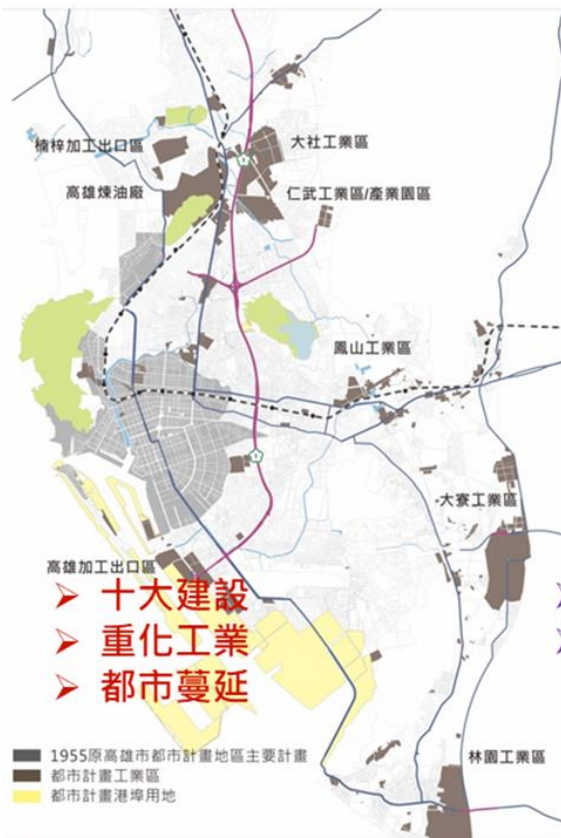 楠梓加工出口區
大社工業區
高雄煉油廠
仁武工業區/產業園區
鳳山工業區
大寮工業區
高雄加工出口區
➢ 十大建設
➢ 重化工業
➢ 都市蔓延
林園工業區
1955原高雄市都市計畫地區主要計畫
都市計畫工業區
都市計畫港埠用地